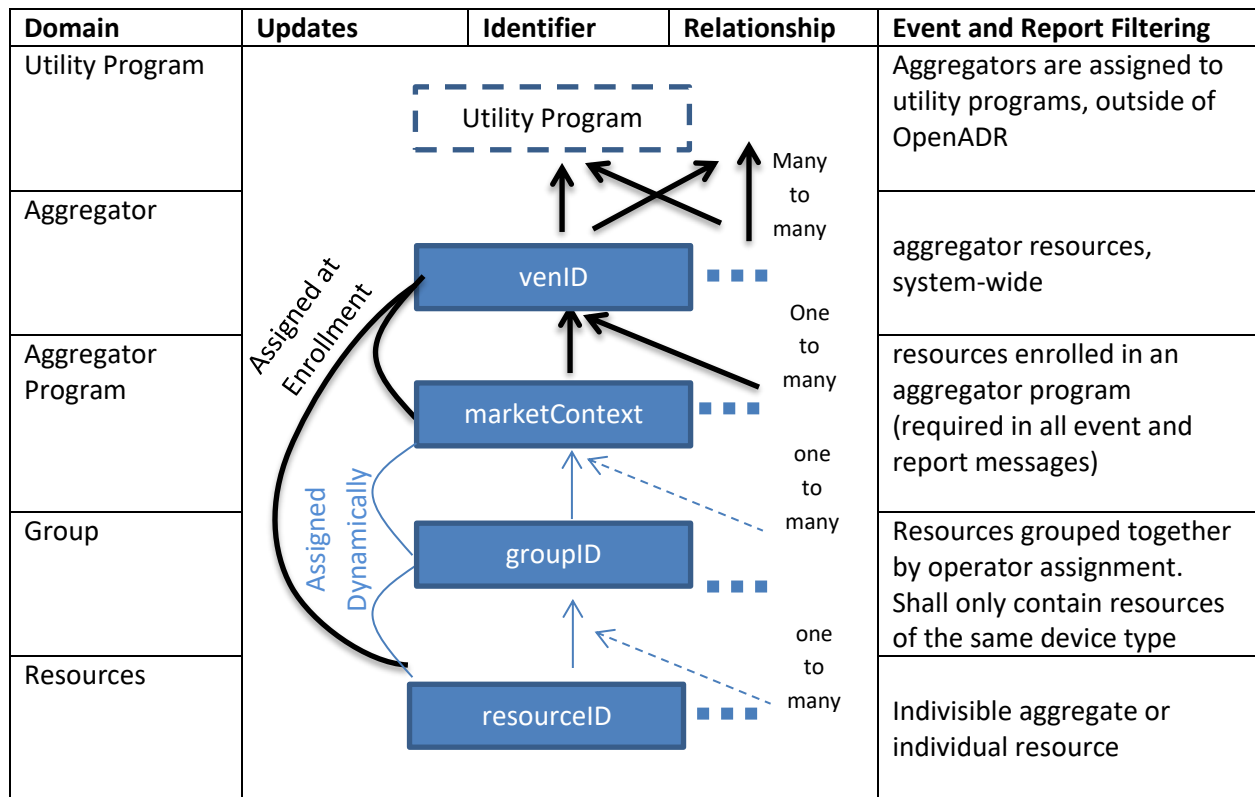 Domain
Updates
Identifier
Relationship
Event and Report Filtering
Utility Program
Utility Program
Many
to
many
Aggregators are assigned to
utility programs, outside of
OpenADR
Aggregator
Assigned at
Enrollment
venID
One
to
many
aggregator resources,
system-wide
Aggregator
Program
marketContext
one
to
many
resources enrolled in an
aggregator program
(required in all event and
report messages)
Group
Assigned
Dynamically
groupID
one
to
many
Resources grouped together
by operator assignment.
Shall only contain resources
of the same device type
Resources
resourceID
Indivisible aggregate or
individual resource